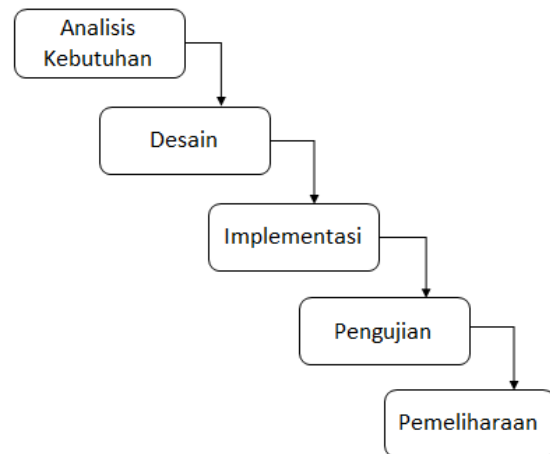 Analisis
Kebutuhan
Desain
Implementasi
Pengujian
Pemeliharaan